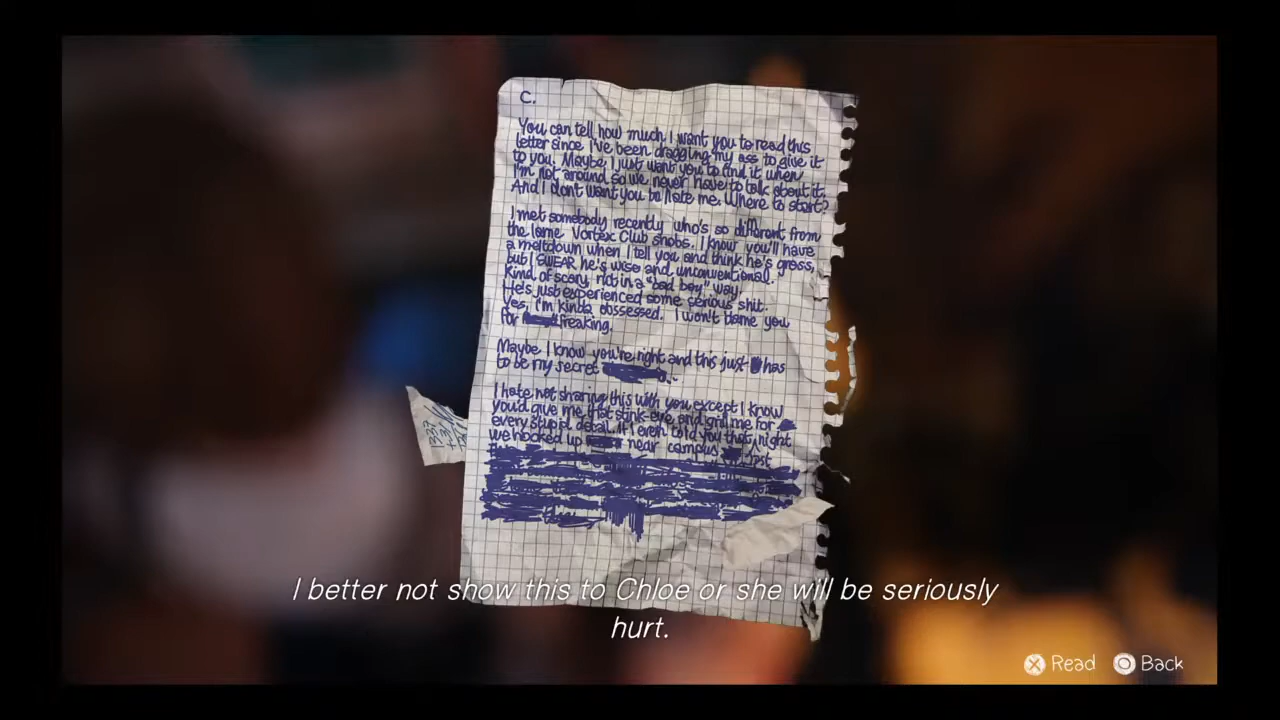 C.
You can tell how much I want you to read this
letter since I've been dragging my ass to give it
to you. Maybe I just want you to find it when
I'm not around so we never have to talk about it.
And I don't want you to hate me. Where to start?
I met somebody recently who's so different from
the lame Vortex Club snobs. I know you'll have
a meltdown when I tell you and think he's gross,
but I SWEAR he's wise and unconventional.
Kind of scary, not in a "bad boy" way.
He's just experienced some serious shit.
Yes, I'm kinda obsessed. I won't blame you
for freaking.
Maybe I know you're right and this just has
to be my secret
I hate not sharing this with you except I know
you'd give me that stink-eye and grill me for
every stupid detail. If I even told you that night
we hooked up near campus just
I better not show this to Chloe or she will be seriously
hurt.
Read Back